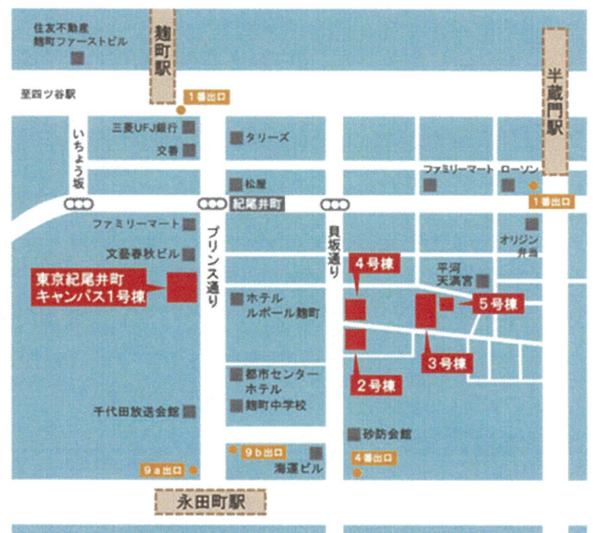 住友不動産
麹町ファーストビル
麹町駅
半蔵門駅
至四ツ谷駅
1番出口
いちょう坂
三菱UFJ銀行
交番
タリーズ
ファミリーマート
ローソン
松屋
紀尾井町
1番出口
ファミリーマート
文藝春秋ビル
プリンス通り
貝坂通り
オリジン
弁当
4号棟
平河
天満宮
東京紀尾井町
キャンパス1号棟
ホテル
ルポール麹町
5号棟
3号棟
2号棟
都市センター
ホテル
麹町中学校
千代田放送会館
砂防会館
9b出口
海運ビル
4番出口
9a出口
永田町駅